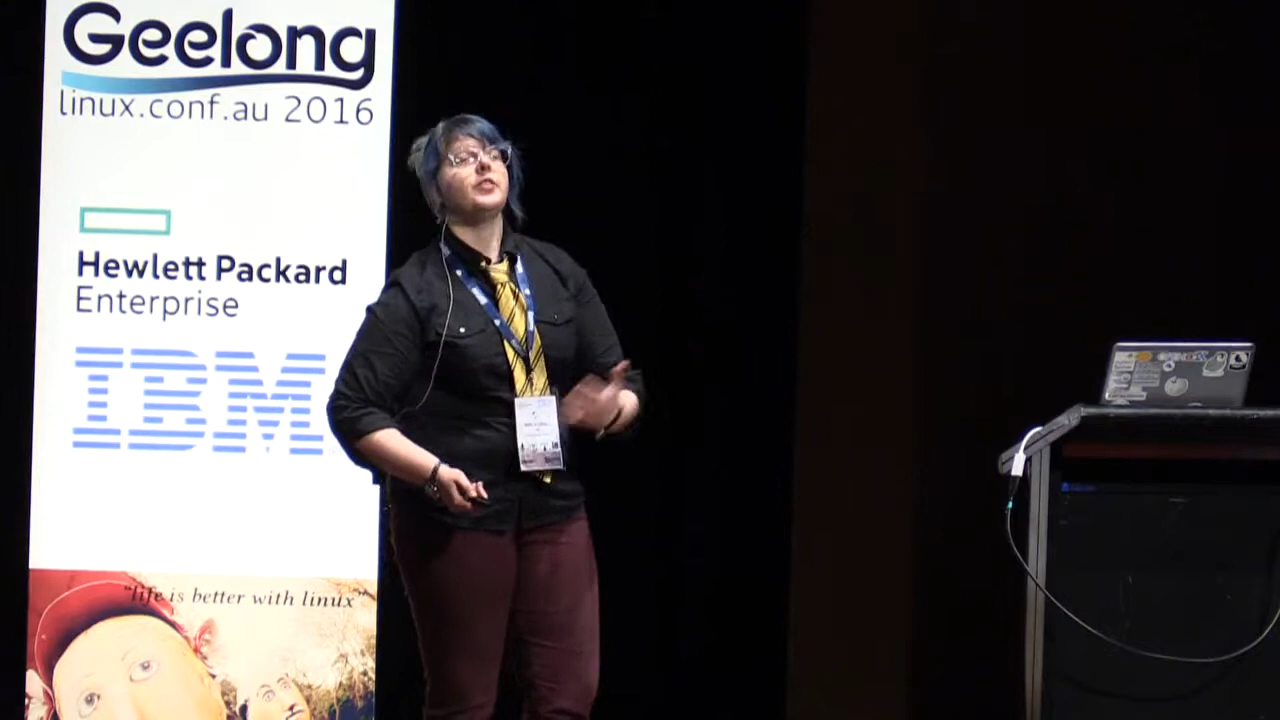 Geelong
linux.conf.au 2016
Hewlett Packard
Enterprise
IBM
"life is better with linux"